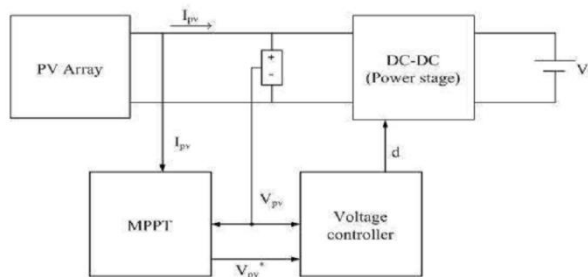 I_pv
PV Array
+
-
DC-DC
(Power stage)
V
I_pv
d
MPPT
V_pv
Voltage
controller
V_pv*